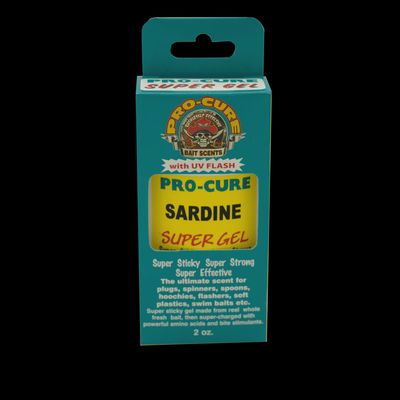 PRO-CURE
SUPER GEL
PRO-CURE
BAIT SCENTS
with UV FLASH
PRO-CURE
SARDINE
SUPER GEL
Super Sticky Super Strong
Super Effective
The ultimate scent for
plugs, spinners, spoons,
hoochies, flashers, soft
plastics, swim baits etc.
Super sticky gel made from reel whole
fresh bait, then super-charged with
powerful amino acids and bite stimulants.
2 oz.